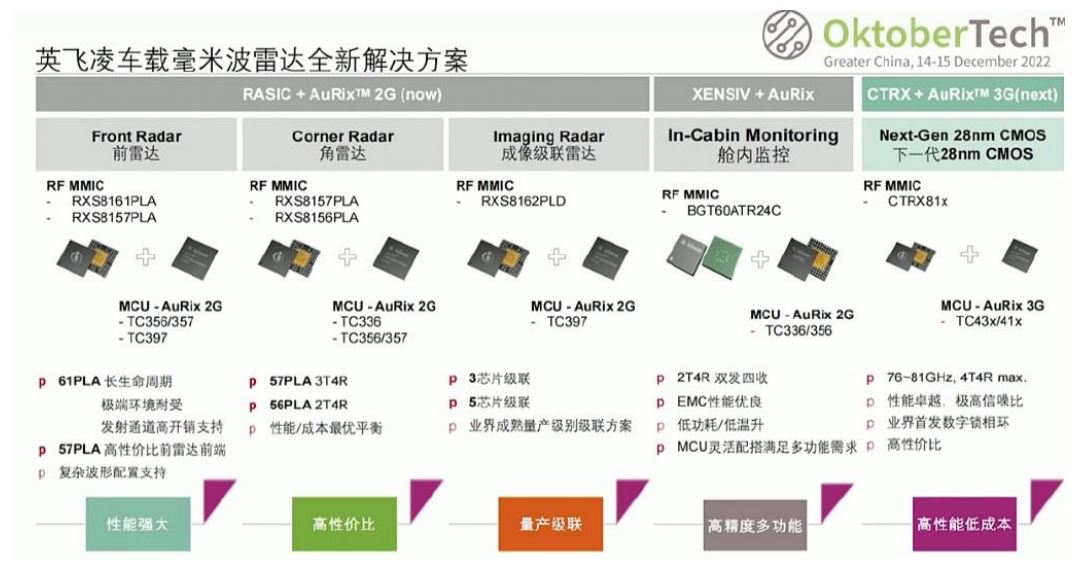 OktoberTech™
Greater China, 14-15 December 2022
英飞凌车载毫米波雷达全新解决方案
RASIC + AuRix™ 2G (now)
XENSIV + AuRix
CTRX + AuRix™ 3G(next)
Front Radar
前雷达
RF MMIC
- RXS8161PLA
- RXS8157PLA
MCU - AuRix 2G
- TC356/357
- TC397
p 61PLA 长生命周期
极端环境耐受
发射通道高开销支持
p 57PLA 高性价比前雷达前端
p 复杂波形配置支持
性能强大
Corner Radar
角雷达
RF MMIC
- RXS8157PLA
- RXS8156PLA
MCU - AuRix 2G
- TC336
- TC356/357
p 57PLA 3T4R
p 56PLA 2T4R
p 性能/成本最优平衡
高性价比
Imaging Radar
成像级联雷达
RF MMIC
- RXS8162PLD
MCU - AuRix 2G
- TC397
p 3芯片级联
p 5芯片级联
p 业界成熟量产级别级联方案
量产级联
In-Cabin Monitoring
舱内监控
RF MMIC
- BGT60ATR24C
MCU - AuRix 2G
- TC336/356
p 2T4R 双发四收
p EMC性能优良
p 低功耗/低温升
p MCU灵活配搭满足多功能需求
高精度多功能
Next-Gen 28nm CMOS
下一代28nm CMOS
RF MMIC
- CTRX81x
MCU - AuRix 3G
- TC43x/41x
p 76~81GHz, 4T4R max.
p 性能卓越，极高信噪比
p 业界首发数字锁相环
p 高性价比
高性能低成本